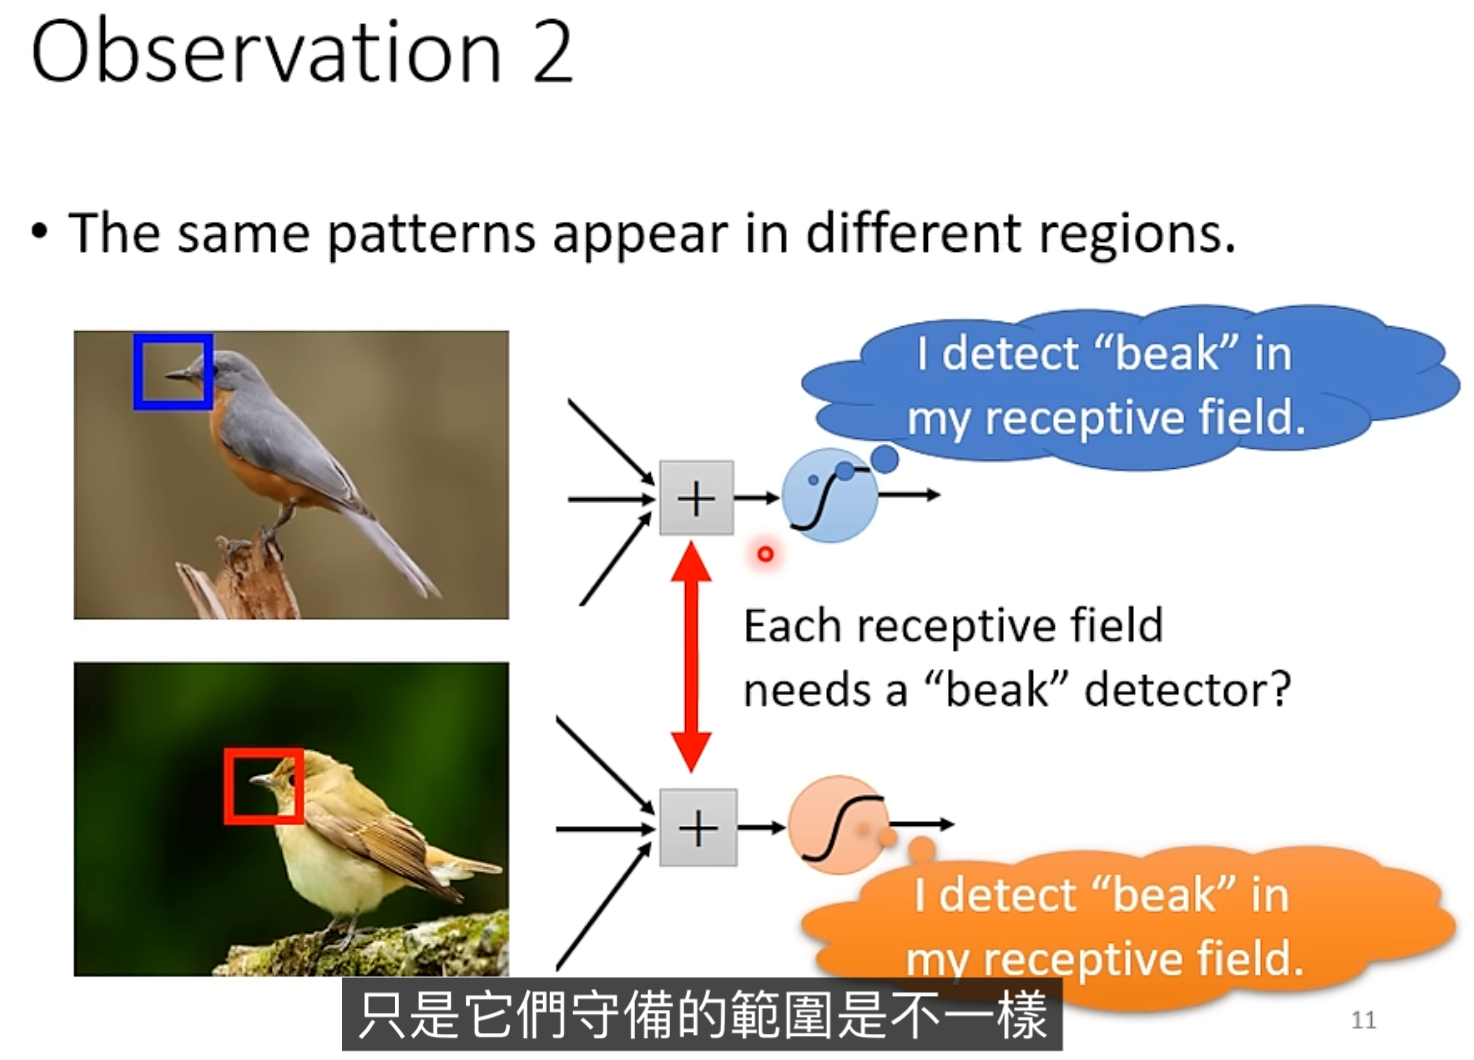 Observation 2
• The same patterns appear in different regions.
I detect “beak” in
my receptive field.
+
Each receptive field
needs a “beak” detector?
+
I detect “beak” in
my receptive field.
只是它們守備的範圍是不一樣
11